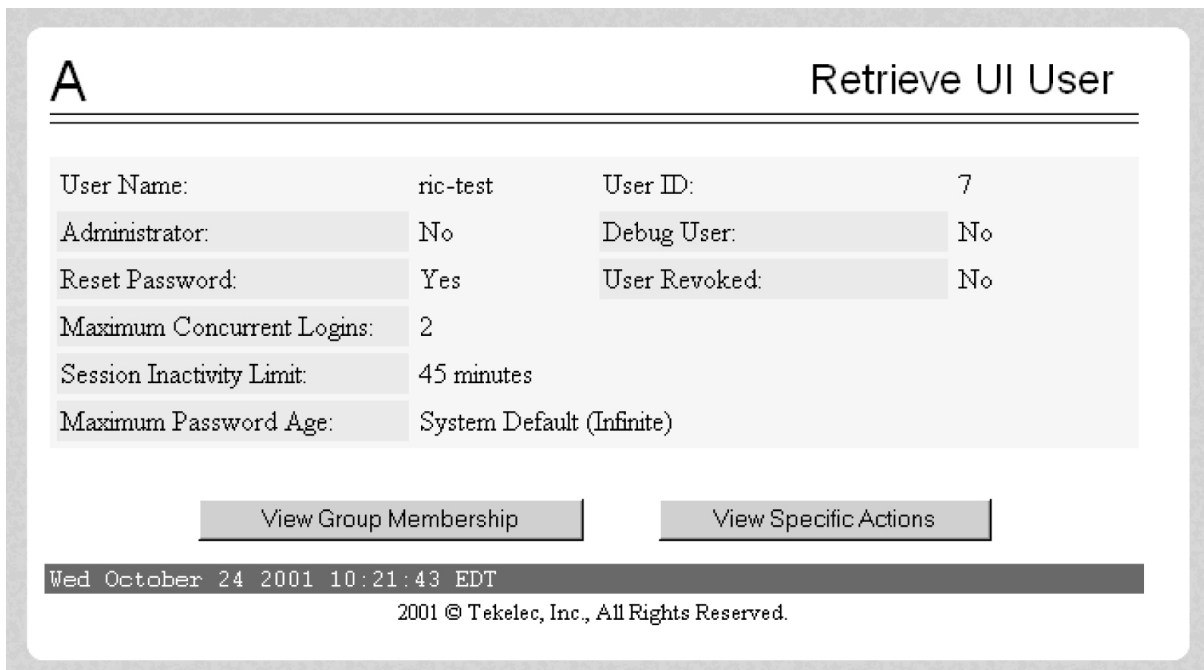 A Retrieve UI User
User Name: ric-test User ID: 7
Administrator: No Debug User: No
Reset Password: Yes User Revoked: No
Maximum Concurrent Logins: 2
Session Inactivity Limit: 45 minutes
Maximum Password Age: System Default (Infinite)
View Group Membership View Specific Actions
Wed October 24 2001 10:21:43 EDT
2001 © Tekelec, Inc., All Rights Reserved.